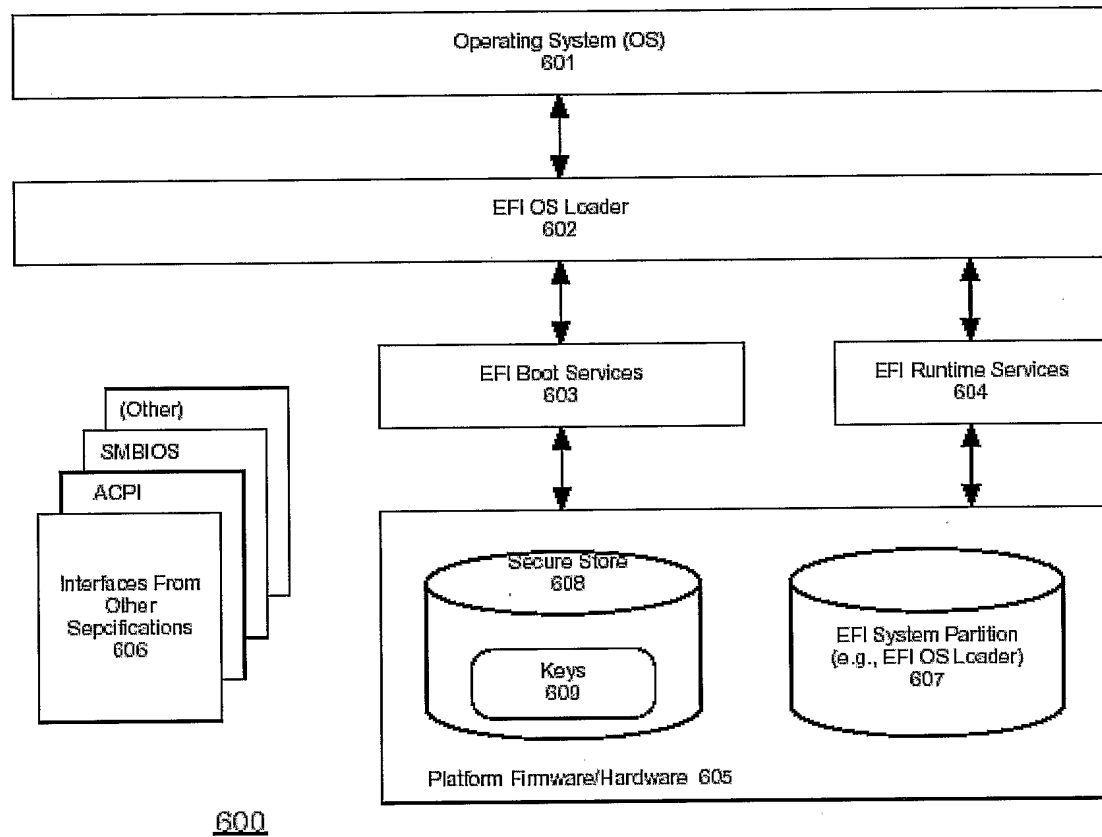 Operating System (OS)
601
EFI OS Loader
602
EFI Boot Services
603
EFI Runtime Services
604
(Other)
SMBIOS
ACPI
Interfaces From
Other
Sepcifications
606
Secure Store
608
Keys
609
EFI System Partition
(e.g., EFI OS Loader)
607
Platform Firmware/Hardware 605
600